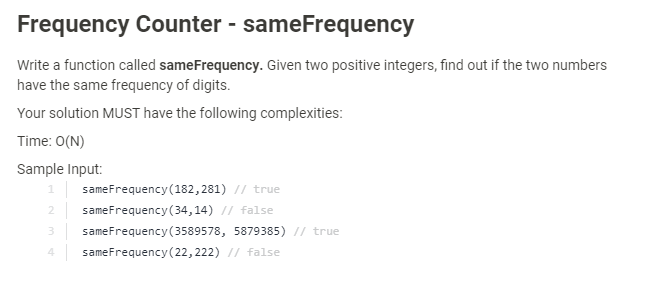 Frequency Counter - sameFrequency
Write a function called sameFrequency. Given two positive integers, find out if the two numbers
have the same frequency of digits.
Your solution MUST have the following complexities:
Time: O(N)
Sample Input:
1 sameFrequency(182,281) // true
2 sameFrequency(34,14) // false
3 sameFrequency(3589578, 5879385) // true
4 sameFrequency(22,222) // false